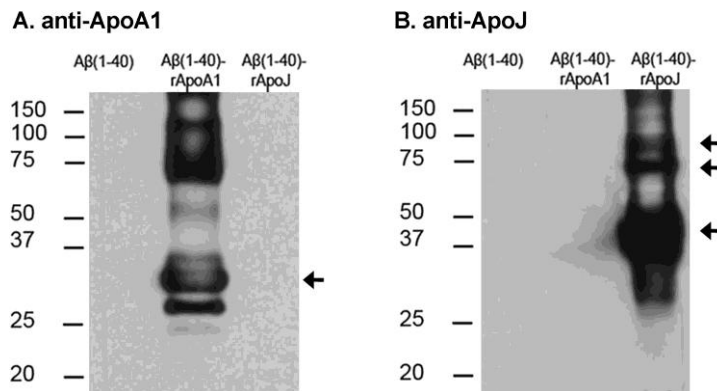 A. anti-ApoA1
Aβ(1-40)
Aβ(1-40)-
rApoA1
Aβ(1-40)-
rApoJ
150
100
75
50
37
25
20
B. anti-ApoJ
Aβ(1-40)
Aβ(1-40)-
rApoA1
Aβ(1-40)-
rApoJ
150
100
75
50
37
25
20